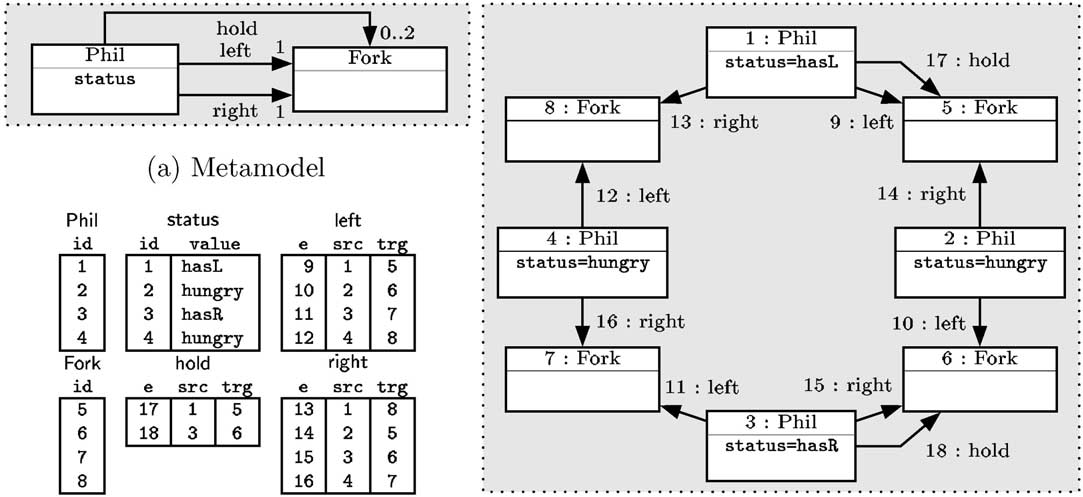 hold
0..2
Phil
left
1
Fork
status
right
1
(a) Metamodel
Phil
id
1
2
3
4
status
id value
1 hasL
2 hungry
3 hasR
4 hungry
left
e src trg
9 1 5
10 2 6
11 3 7
12 4 8
Fork
id
5
6
7
8
hold
e src trg
17 1 5
18 3 6
right
e src trg
13 1 8
14 2 5
15 3 6
16 4 7
1 : Phil
status=hasL
17 : hold
8 : Fork
13 : right
9 : left
5 : Fork
12 : left
14 : right
4 : Phil
status=hungry
2 : Phil
status=hungry
16 : right
10 : left
7 : Fork
11 : left
15 : right
6 : Fork
3 : Phil
status=hasR
18 : hold